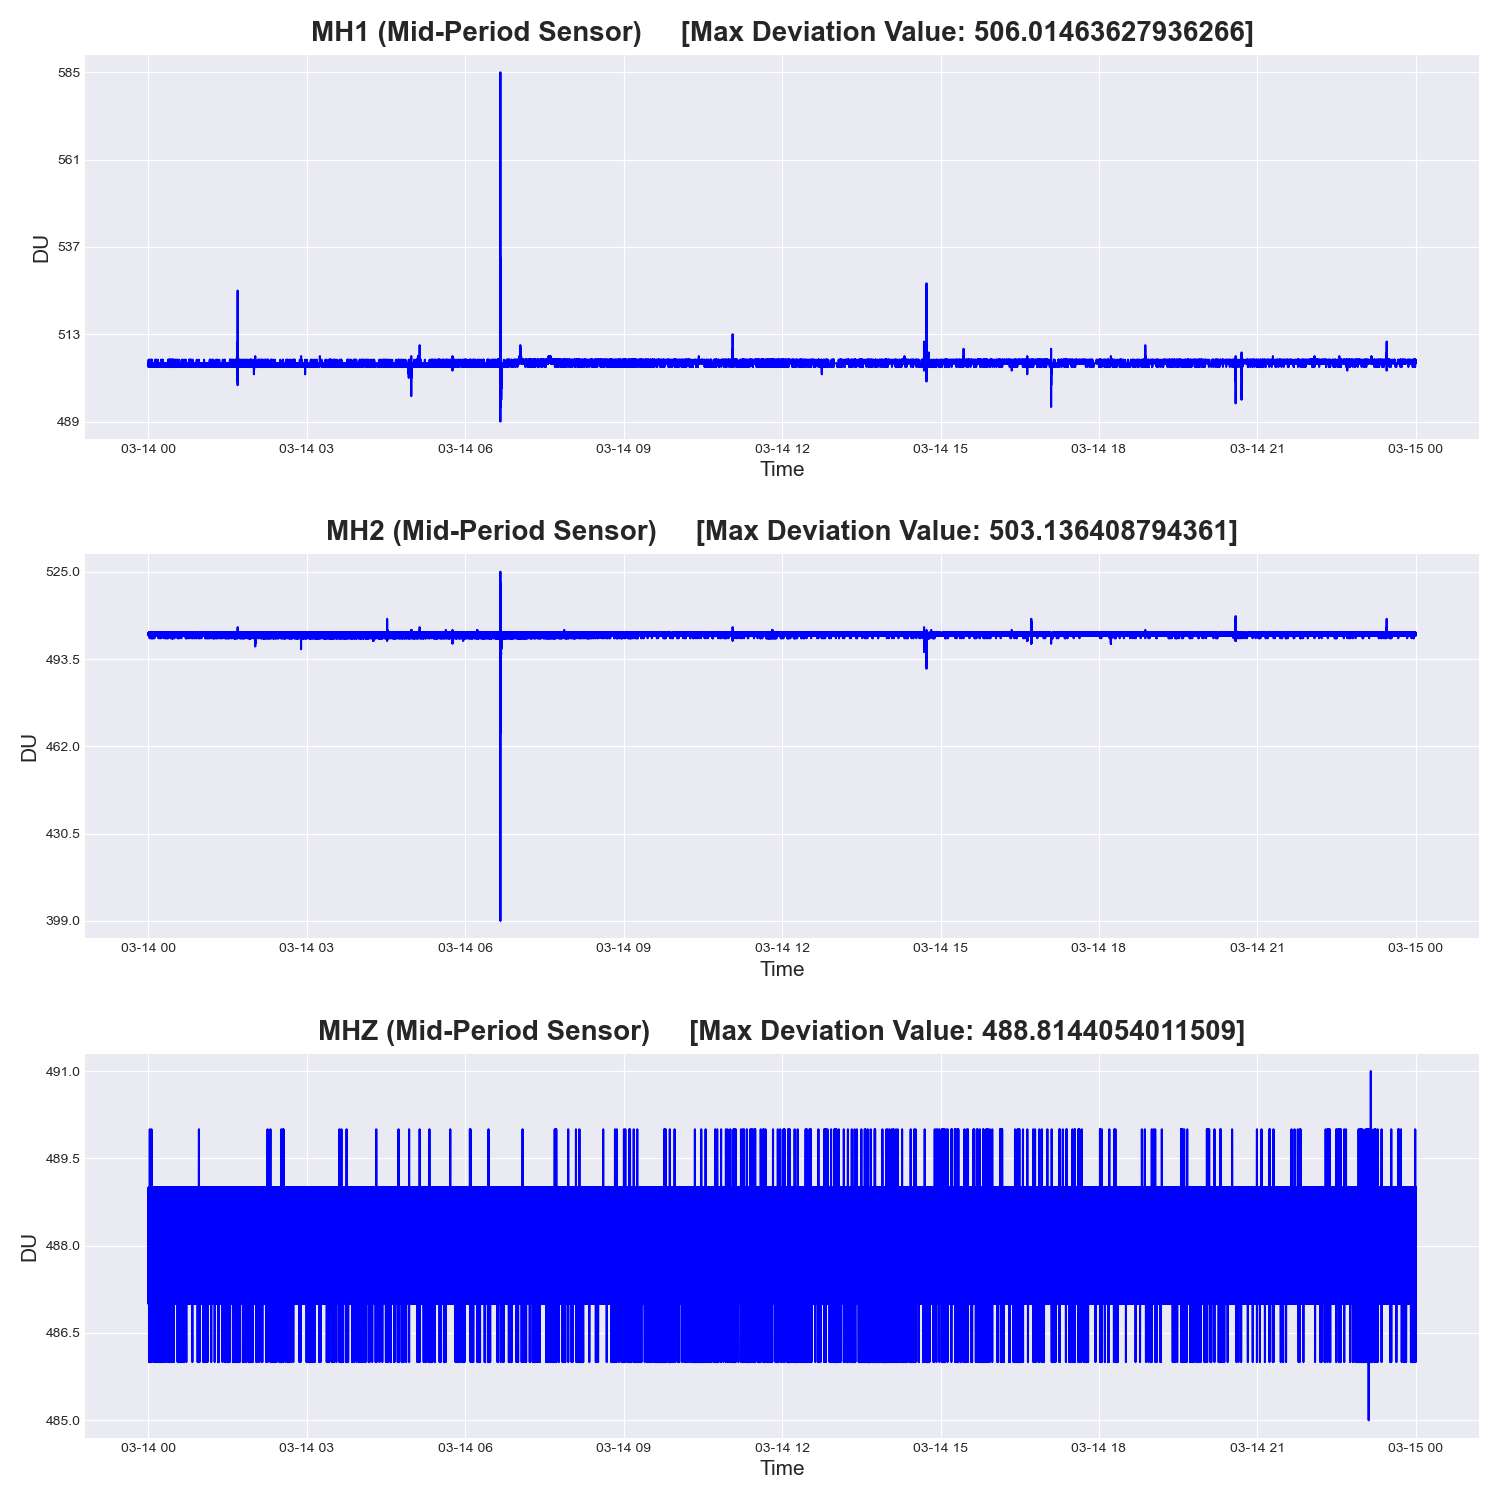 MH1 (Mid-Period Sensor) [Max Deviation Value: 506.01463627936266]
585
561
537
513
489
DU
03-14 00 03-14 03 03-14 06 03-14 09 03-14 12 03-14 15 03-14 18 03-14 21 03-15 00
Time
MH2 (Mid-Period Sensor) [Max Deviation Value: 503.136408794361]
525.0
493.5
462.0
430.5
399.0
DU
03-14 00 03-14 03 03-14 06 03-14 09 03-14 12 03-14 15 03-14 18 03-14 21 03-15 00
Time
MHZ (Mid-Period Sensor) [Max Deviation Value: 488.8144054011509]
491.0
489.5
488.0
486.5
485.0
DU
03-14 00 03-14 03 03-14 06 03-14 09 03-14 12 03-14 15 03-14 18 03-14 21 03-15 00
Time